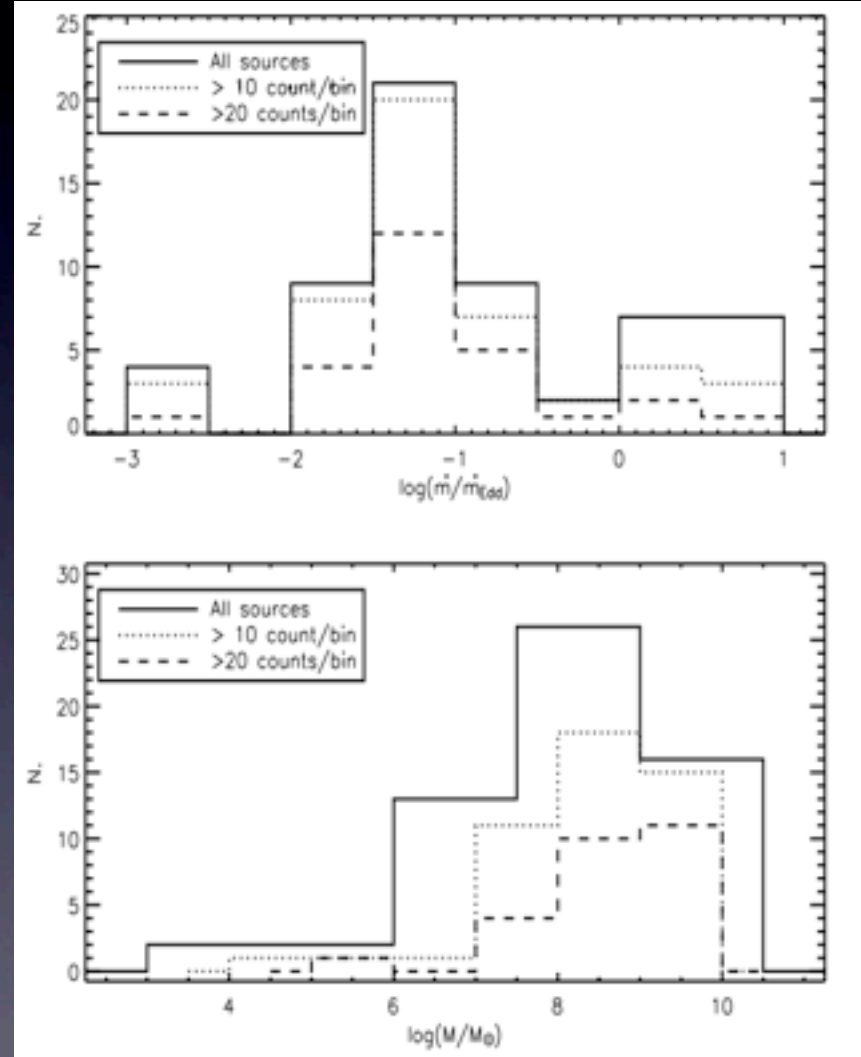 25
All sources
> 10 count/bin
>20 counts/bin
20
15
N.
10
5
0
-3 -2 -1 0 1
log(ṁ/ṁEdd)
30
All sources
> 10 count/bin
>20 counts/bin
25
20
15
N.
10
5
0
4 6 8 10
log(M/M⊙)